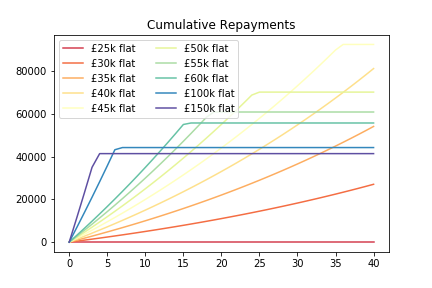 Cumulative Repayments
£25k flat
£30k flat
£35k flat
£40k flat
£45k flat
£50k flat
£55k flat
£60k flat
£100k flat
£150k flat
80000
60000
40000
20000
0
0 5 10 15 20 25 30 35 40